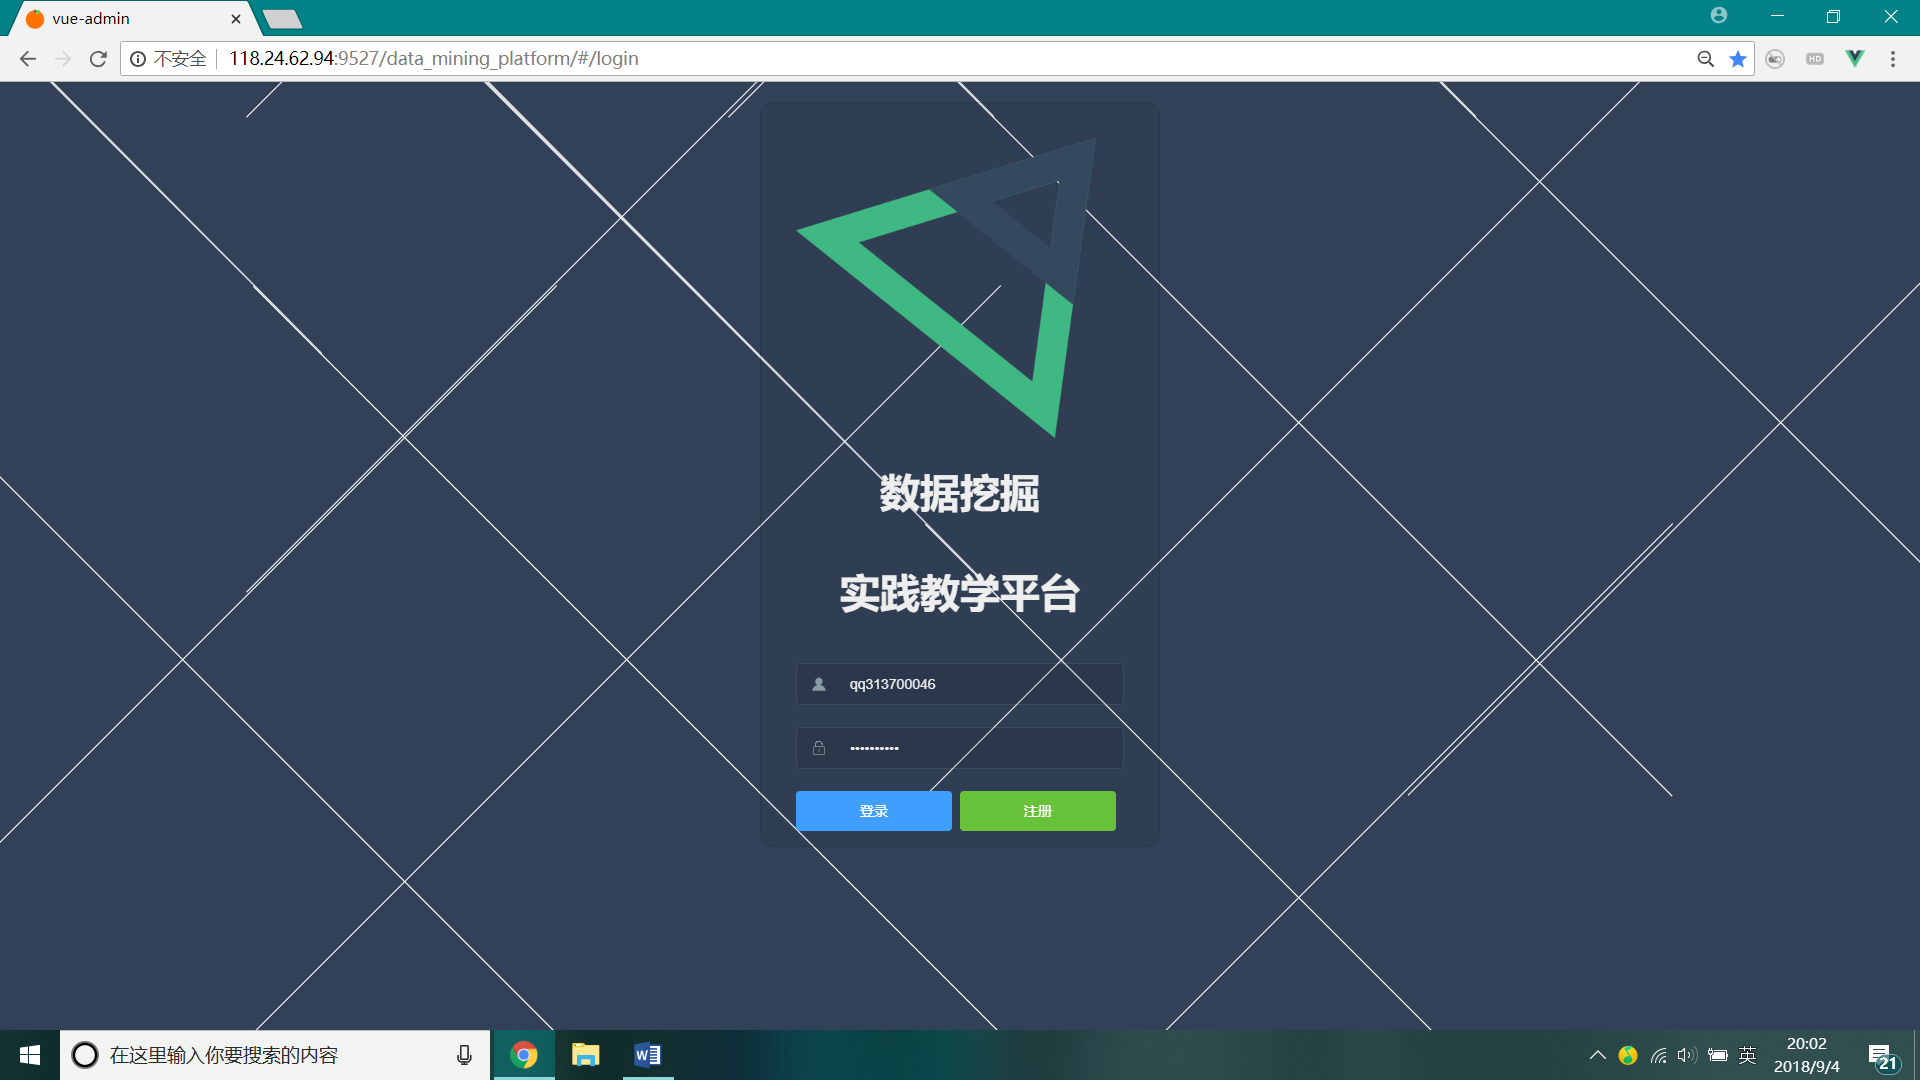 vue-admin
不安全
118.24.62.94:9527/data_mining_platform/#/login
HD
数据挖掘
实践教学平台
qq313700046
••••••••••
登录
注册
在这里输入你要搜索的内容
英
20:02
2018/9/4
21